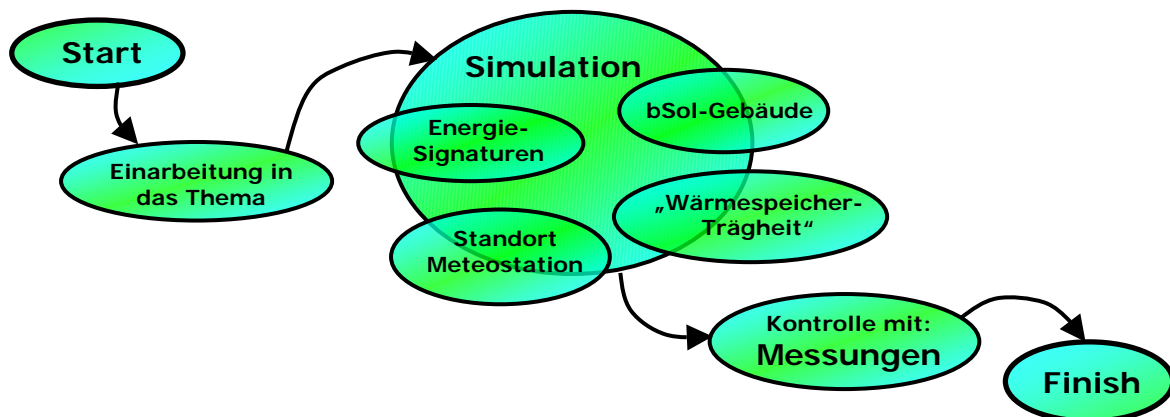 Start
Einarbeitung in
das Thema
Simulation
Energie-
Signaturen
bSol-Gebäude
Standort
Meteostation
„Wärmespeicher-
Trägheit“
Kontrolle mit:
Messungen
Finish